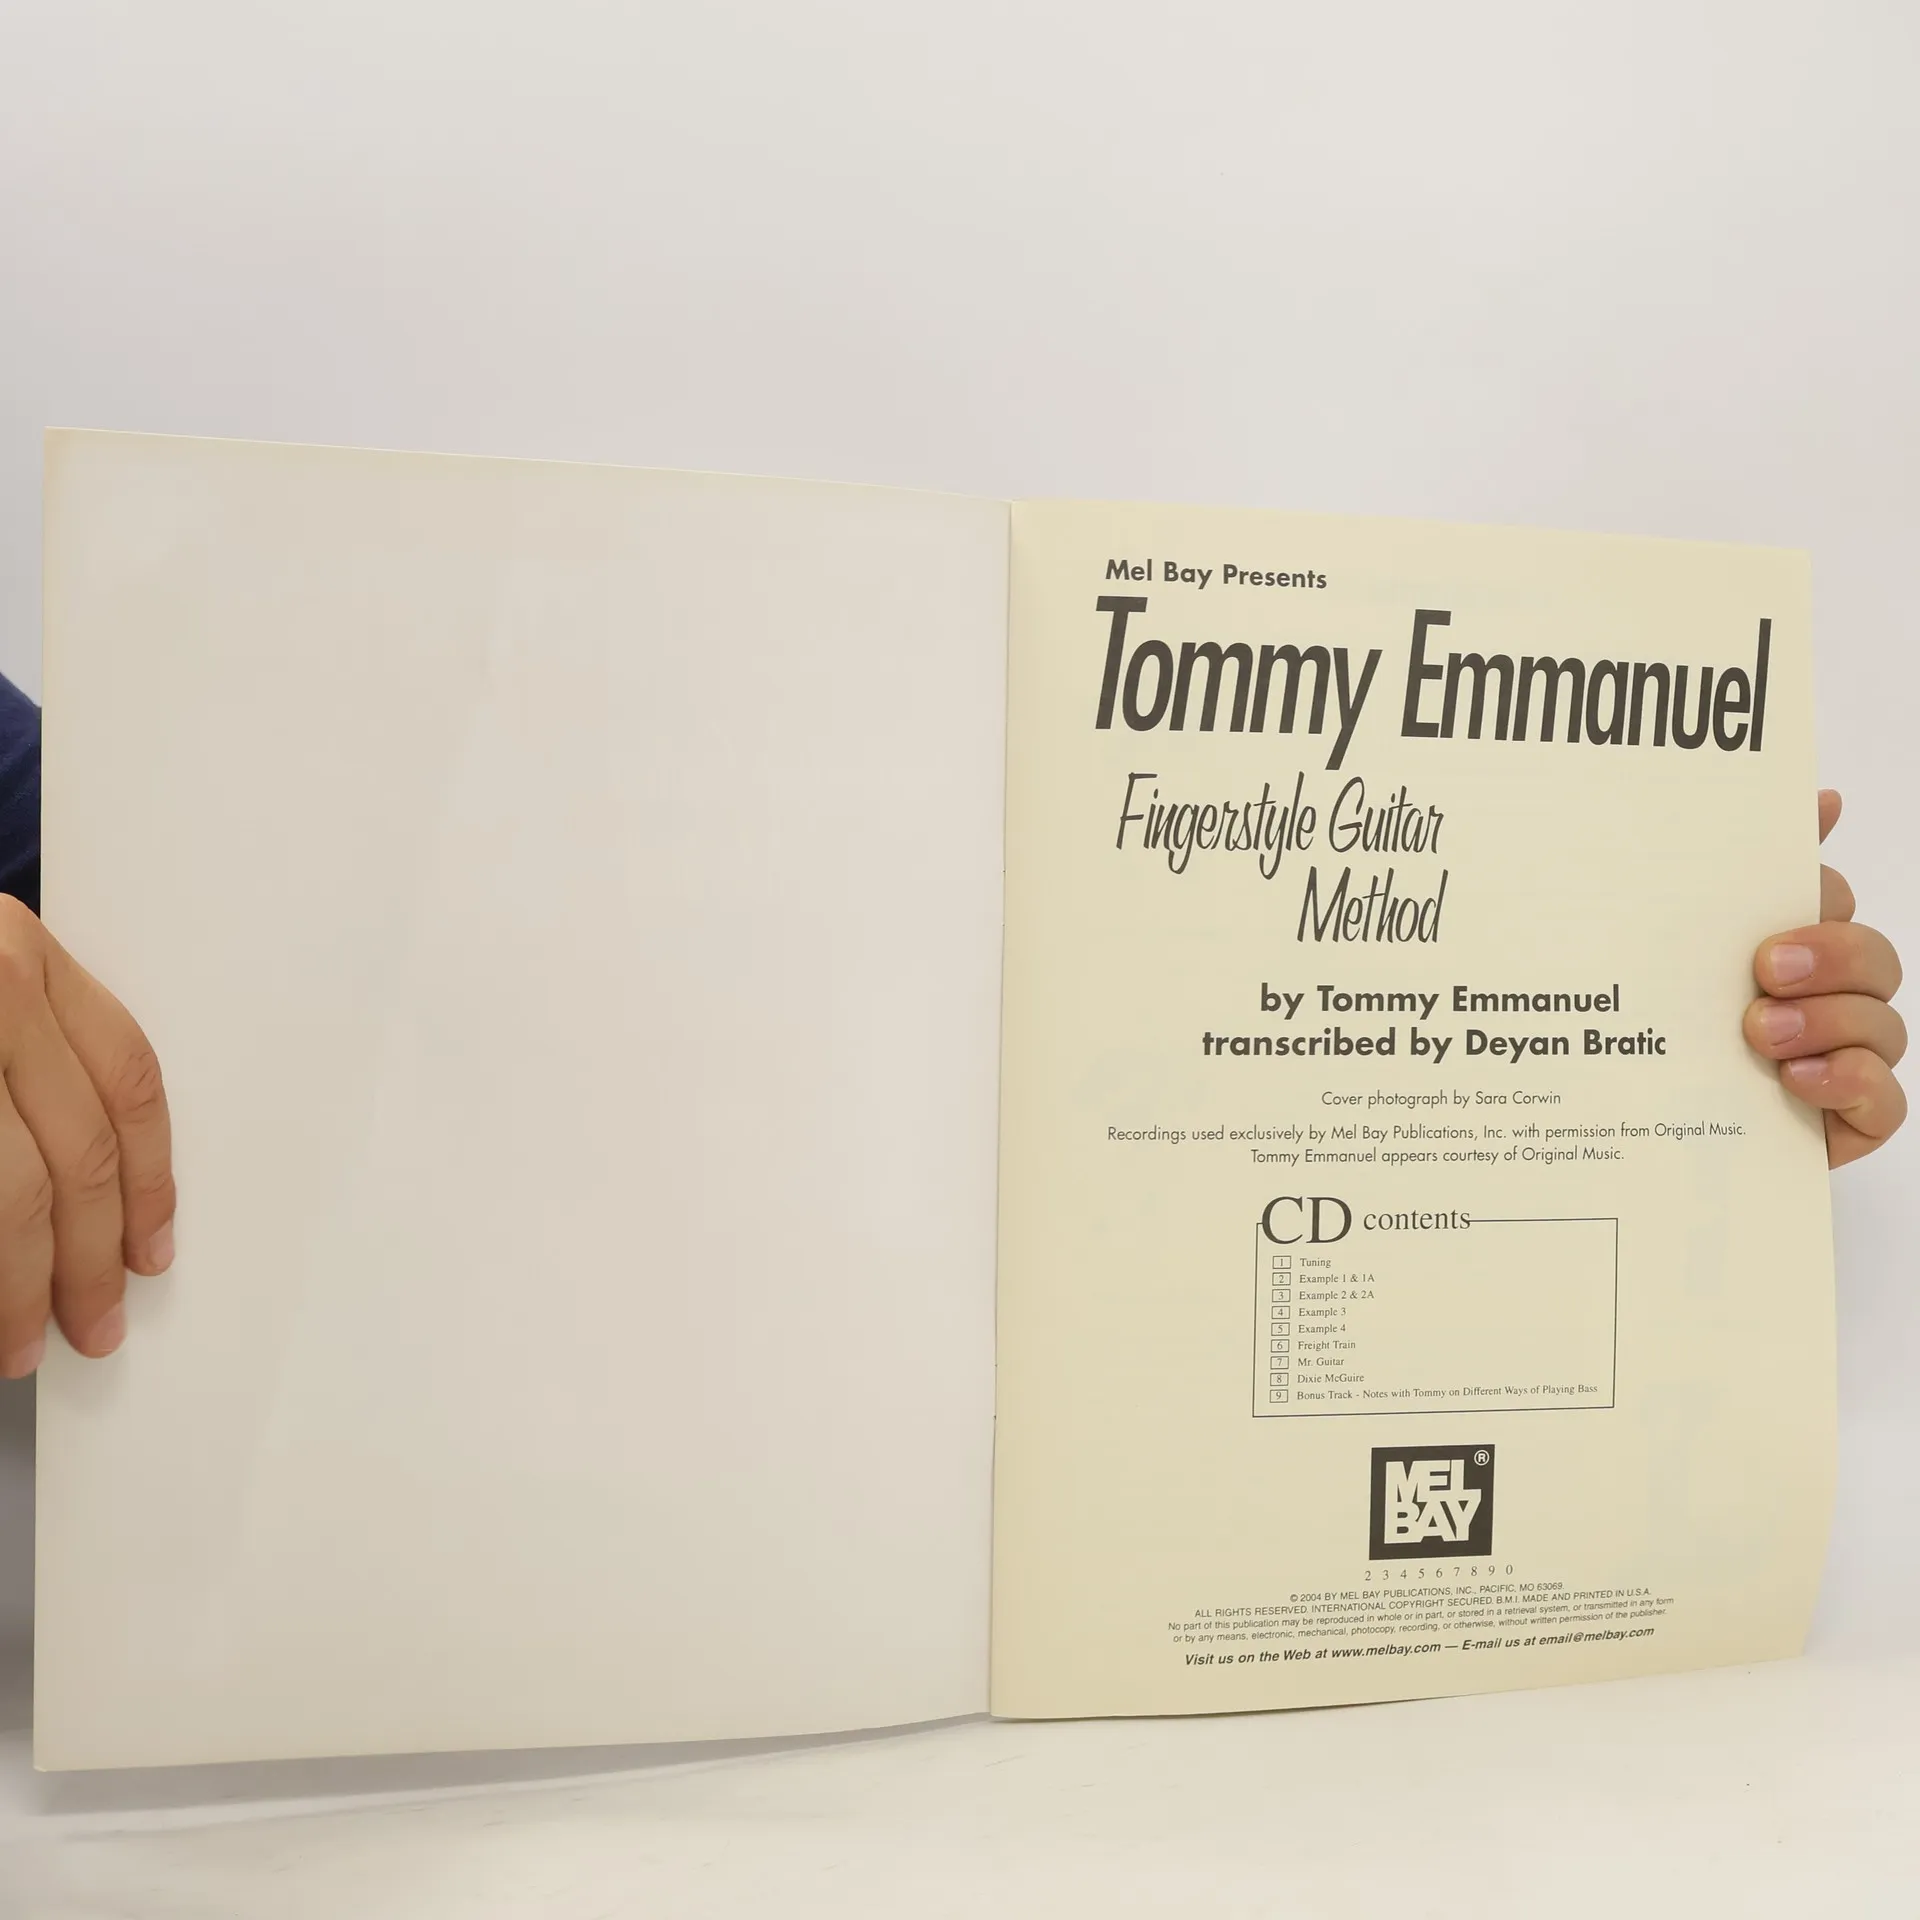 Mel Bay Presents
Tommy Emmanuel
Fingerstyle Guitar
Method
by Tommy Emmanuel
transcribed by Deyan Bratic
Cover photograph by Sara Corwin
Recordings used exclusively by Mel Bay Publications, Inc. with permission from Original Music.
Tommy Emmanuel appears courtesy of Original Music.
CD contents
1 Tuning
2 Example 1 & 1A
3 Example 2 & 2A
4 Example 3
5 Example 4
6 Freight Train
7 Mr. Guitar
8 Dixie McGuire
9 Bonus Track - Notes with Tommy on Different Ways of Playing Bass
MEL ®
BAY
2 3 4 5 6 7 8 9 0
© 2004 BY MEL BAY PUBLICATIONS, INC., PACIFIC, MO 63069.
ALL RIGHTS RESERVED. INTERNATIONAL COPYRIGHT SECURED. B.M.I. MADE AND PRINTED IN U.S.A.
No part of this publication may be reproduced in whole or in part, or stored in a retrieval system, or transmitted in any form
or by any means, electronic, mechanical, photocopy, recording, or otherwise, without written permission of the publisher.
Visit us on the Web at www.melbay.com — E-mail us at email@melbay.com